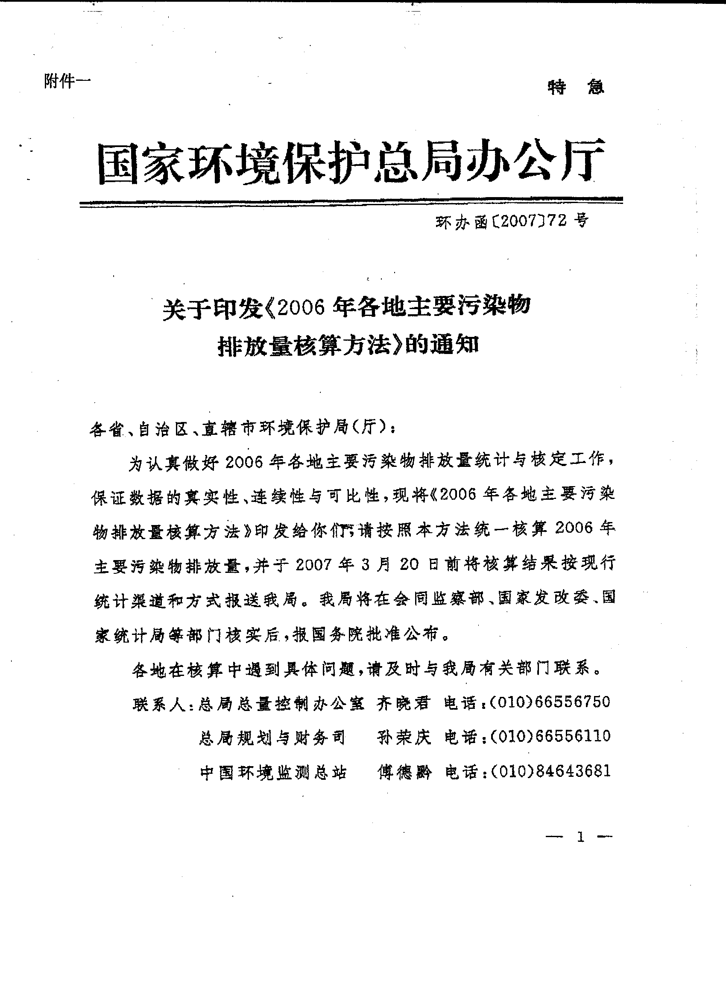 附件一
特 急
国家环境保护总局办公厅
环办函〔2007〕72 号
关于印发《2006 年各地主要污染物
排放量核算方法》的通知
各省、自治区、直辖市环境保护局(厅):
为认真做好 2006 年各地主要污染物排放量统计与核定工作,
保证数据的真实性、连续性与可比性,现将《2006 年各地主要污染
物排放量核算方法》印发给你们,请按照本方法统一核算 2006 年
主要污染物排放量,并于 2007 年 3 月 20 日前将核算结果按现行
统计渠道和方式报送我局。我局将在会同监察部、国家发改委、国
家统计局等部门核实后,报国务院批准公布。
各地在核算中遇到具体问题,请及时与我局有关部门联系。
联系人:总局总量控制办公室 齐晓君 电话:(010)66556750
总局规划与财务司 孙荣庆 电话:(010)66556110
中国环境监测总站 傅德黔 电话:(010)84643681
— 1 —